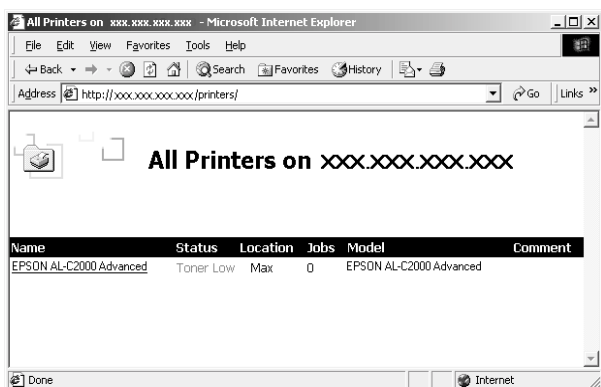 All Printers on xxx.xxx.xxx.xxx - Microsoft Internet Explorer
File Edit View Favorites Tools Help
Back Search Favorites History
Address http://xxx.xxx.xxx.xxx/printers/ Go Links »
All Printers on xxx.xxx.xxx.xxx
Name Status Location Jobs Model Comment
EPSON AL-C2000 Advanced Toner Low Max 0 EPSON AL-C2000 Advanced
Done Internet